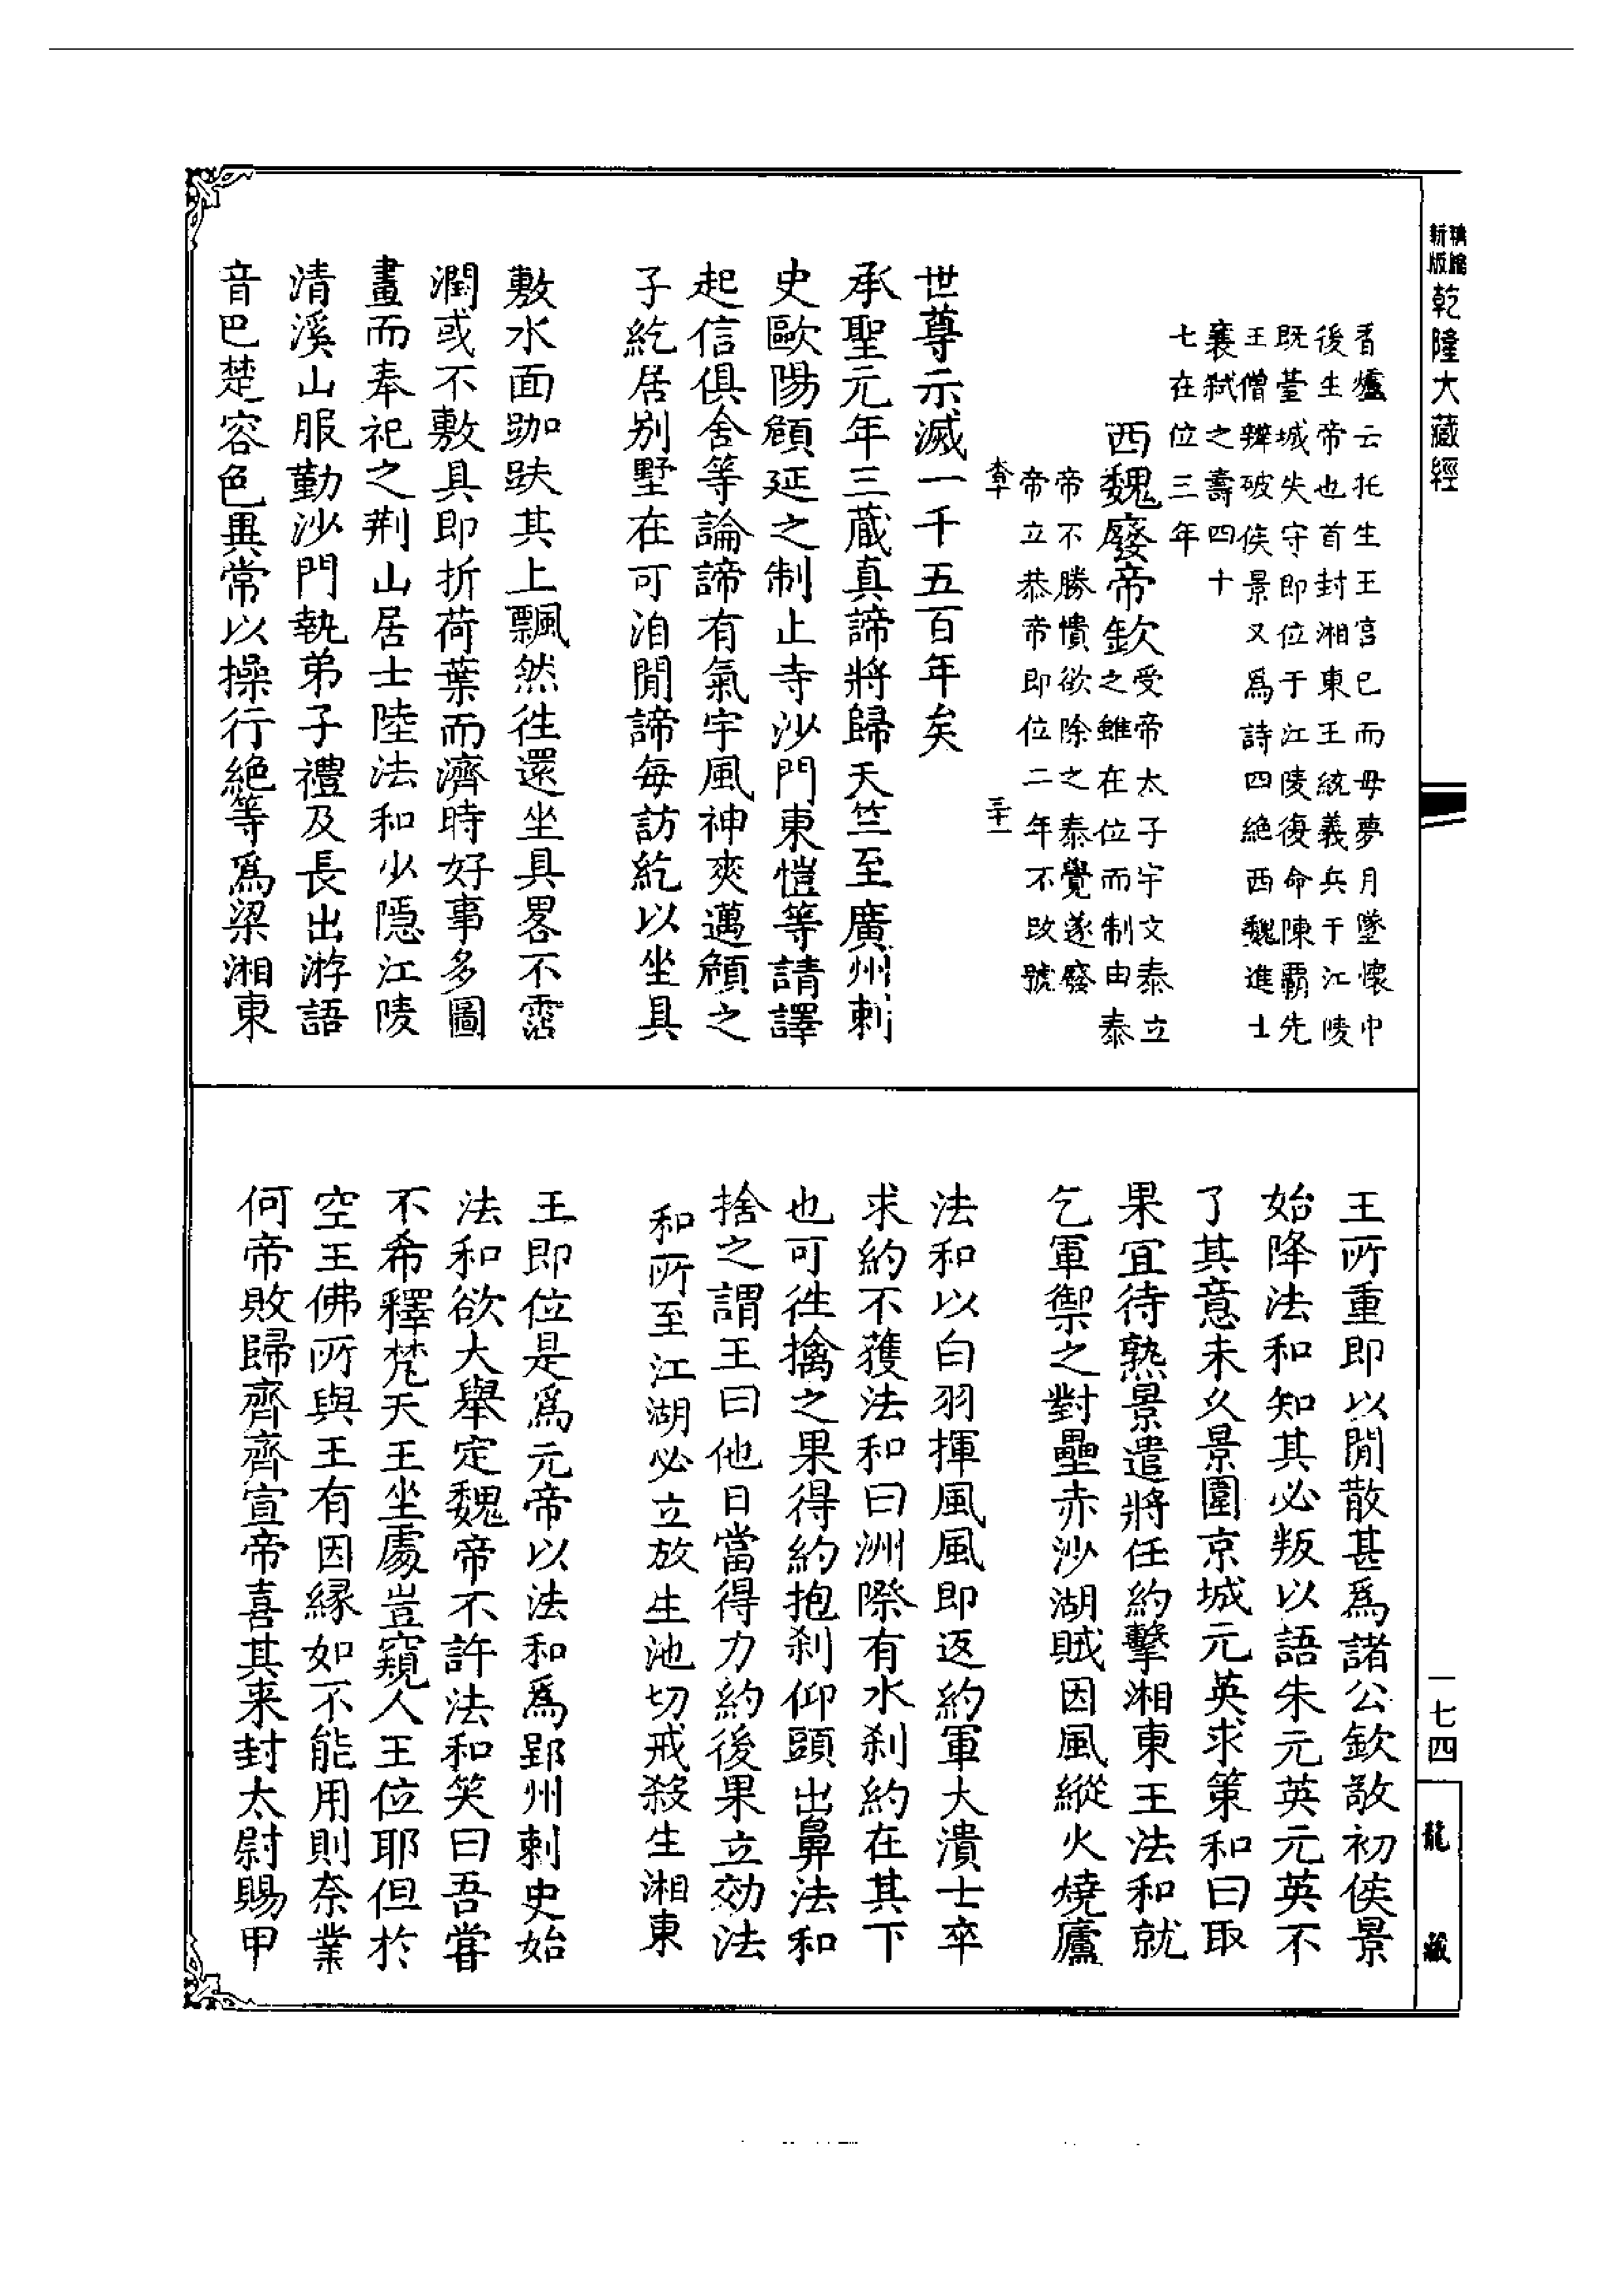 新版精縮乾隆大藏經
一七四
龍藏
香爐云托生王宮已而毋夢月墜懷中
後生帝也首封湘東王統義兵于江陵
既臺城失守即位于江陵復命陳霸先
王僧辯破侯景又爲詩四絕西魏進士
襄弒之壽四十
七在位三年
西魏廢帝欽受帝太子宇文泰立
之雖在位而制由泰
帝不勝憒欲除之泰覺遂廢
帝立恭帝即位二年不改號
世尊示滅一千五百年矣
承聖元年三藏真諦將歸天竺至廣州刺
史歐陽頠延之制止寺沙門東愷等請譯
起信俱舍等論諦有氣宇風神爽邁頠之
子紇居别墅在可洎閒諦每訪紇以坐具
敷水面跏趺其上飄然徃還坐具畧不霑
潤或不敷具即折荷葉而濟時好事多圖
畫而奉祀之荆山居士陸法和少隱江陵
清溪山服勤沙門執弟子禮及長出游語
音巴楚容色異常以操行絕等爲梁湘東
王所重即以閒散甚爲諸公欽敬初侯景
始降法和知其必叛以語朱元英元英不
了其意未久景圍京城元英求策和曰取
果宜待熟景遣將任約擊湘東王法和就
乞軍禦之對壘赤沙湖賊因風縱火燒廬
法和以白羽揮風風即返約軍大潰士卒
求約不獲法和曰洲際有水刹約在其下
也可徃擒之果得約抱刹仰頭出鼻法和
捨之謂王曰他日當得力約後果立効法
和所至江湖必立放生池切戒殺生湘東
王即位是爲元帝以法和爲郢州刺史始
法和欲大舉定魏帝不許法和笑曰吾甞
不希釋梵天王坐處豈窺人王位耶但於
空王佛所與王有因緣如不能用則奈業
何帝敗歸齊齊宣帝喜其来封太尉賜甲